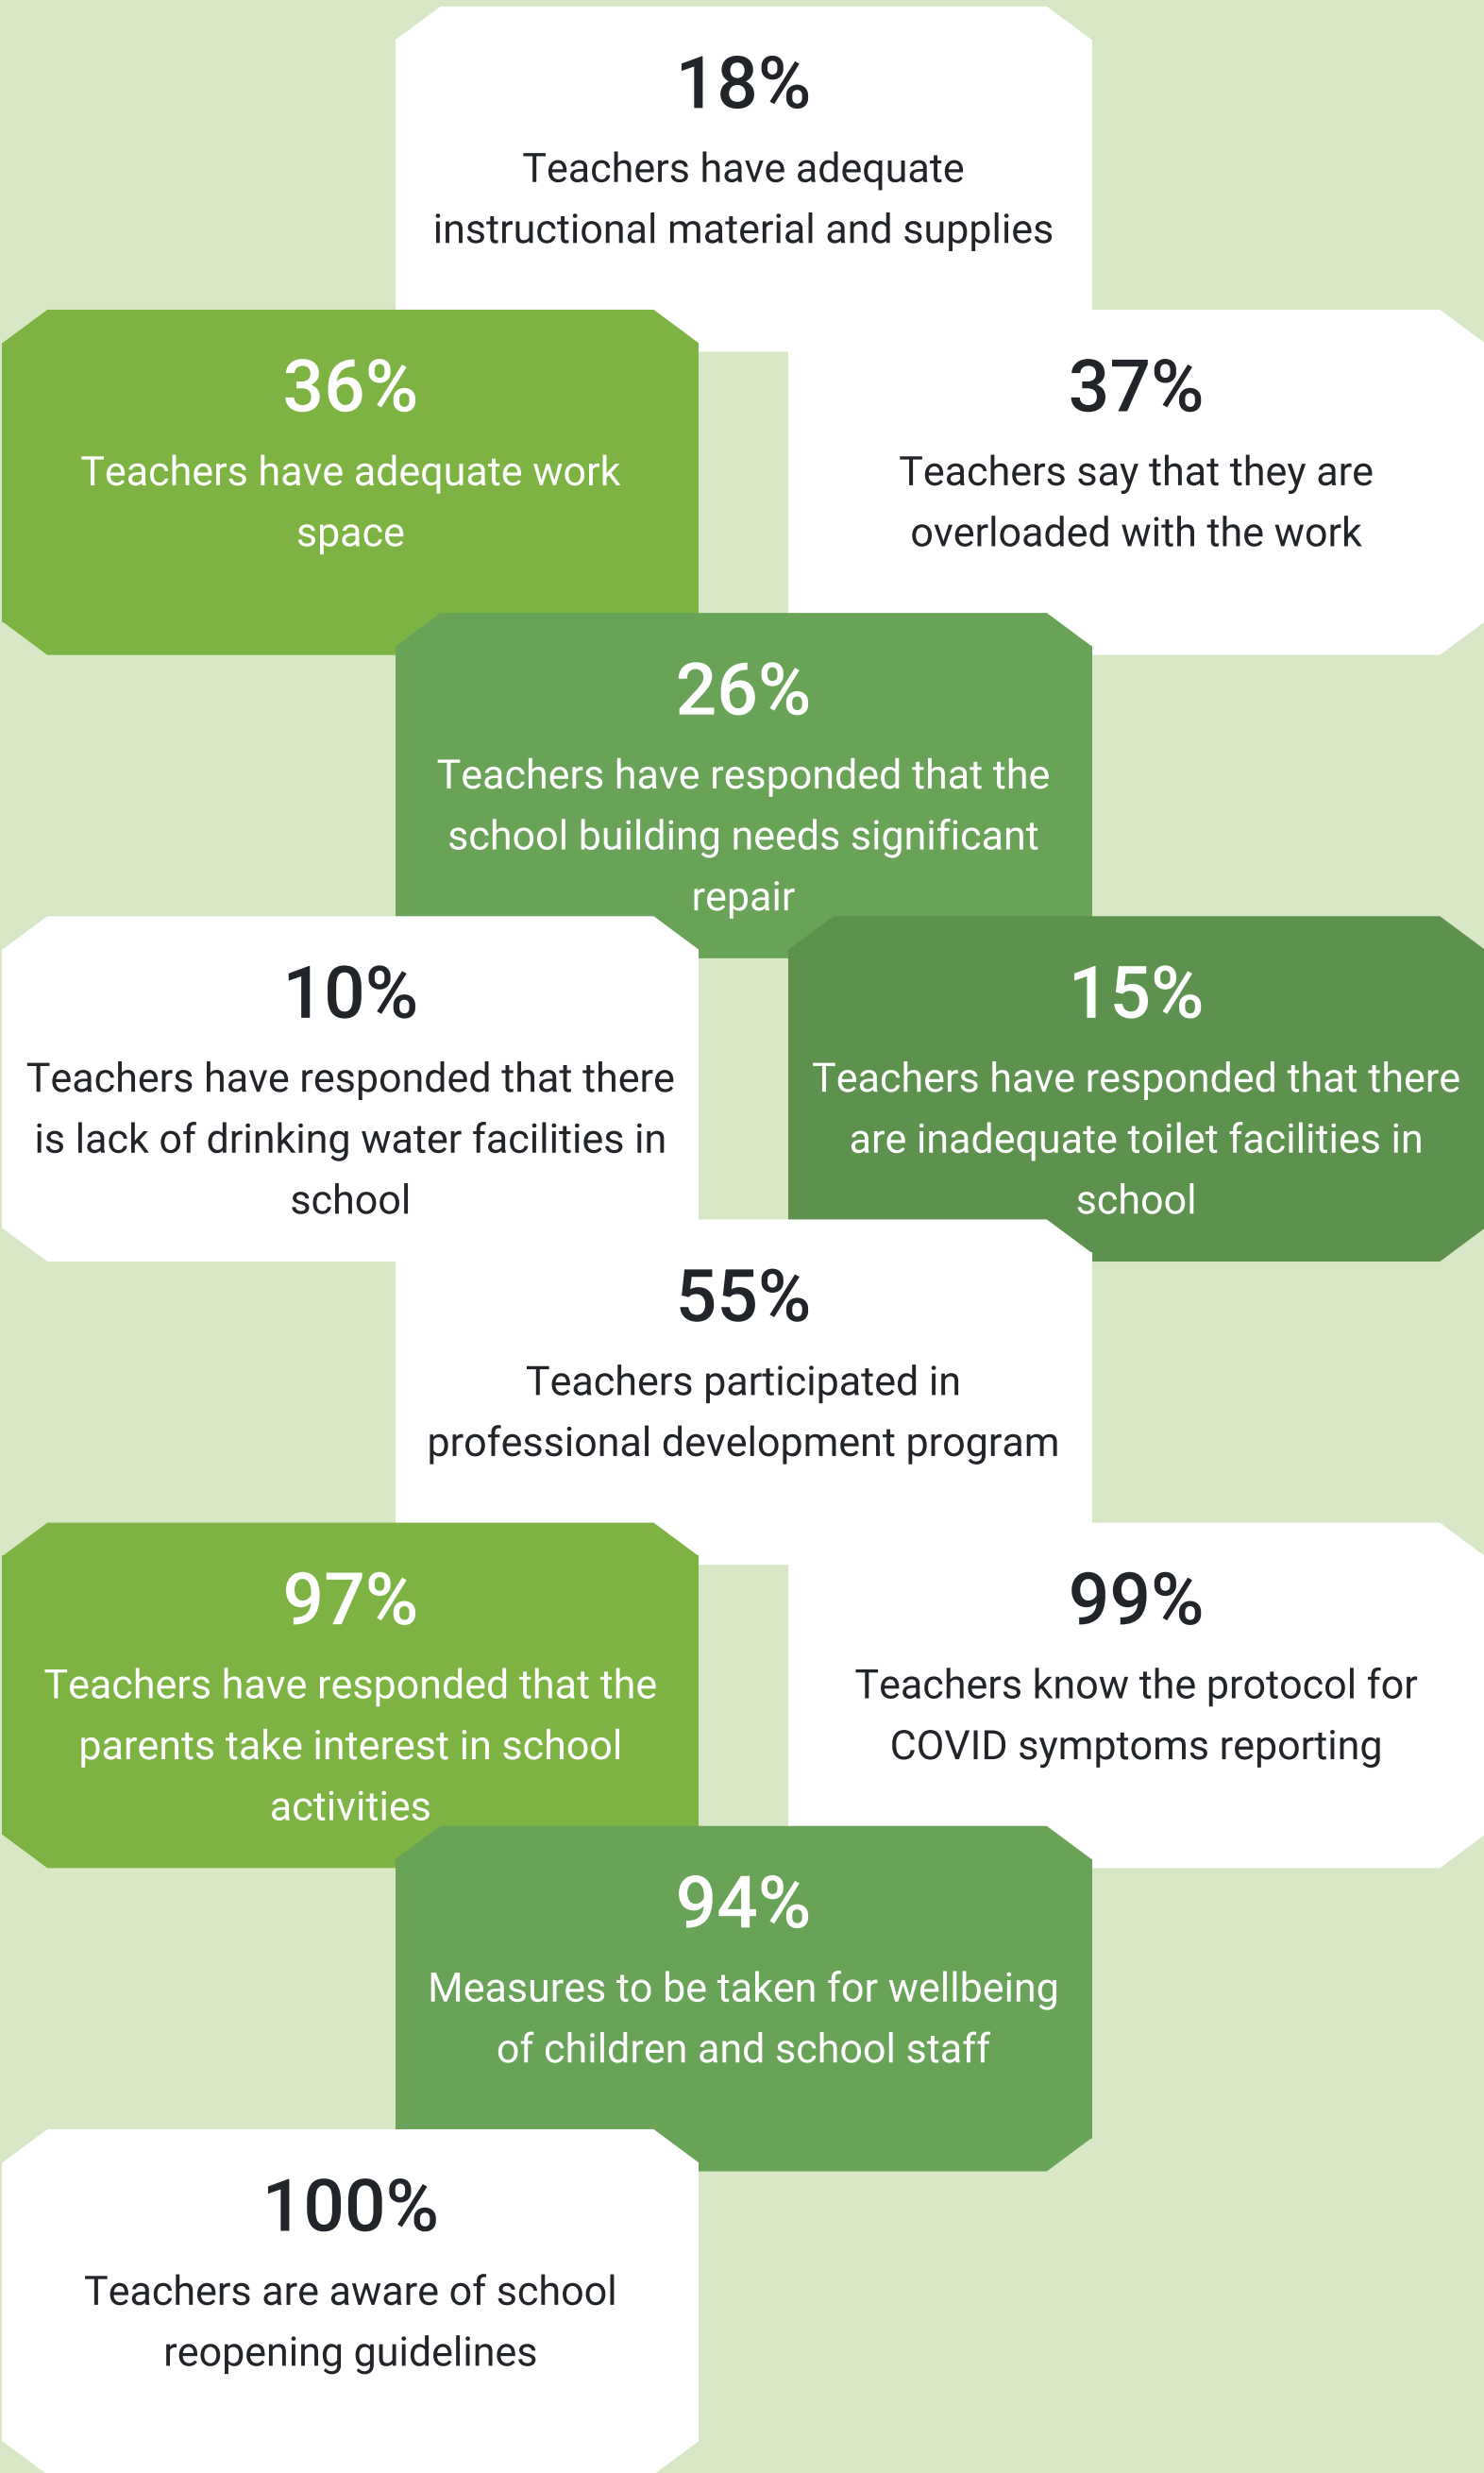 18%
Teachers have adequate
instructional material and supplies
36%
Teachers have adequate work
space
37%
Teachers say that they are
overloaded with the work
26%
Teachers have responded that the
school building needs significant
repair
10%
Teachers have responded that there
is lack of drinking water facilities in
school
15%
Teachers have responded that there
are inadequate toilet facilities in
school
55%
Teachers participated in
professional development program
97%
Teachers have responded that the
parents take interest in school
activities
99%
Teachers know the protocol for
COVID symptoms reporting
94%
Measures to be taken for wellbeing
of children and school staff
100%
Teachers are aware of school
reopening guidelines